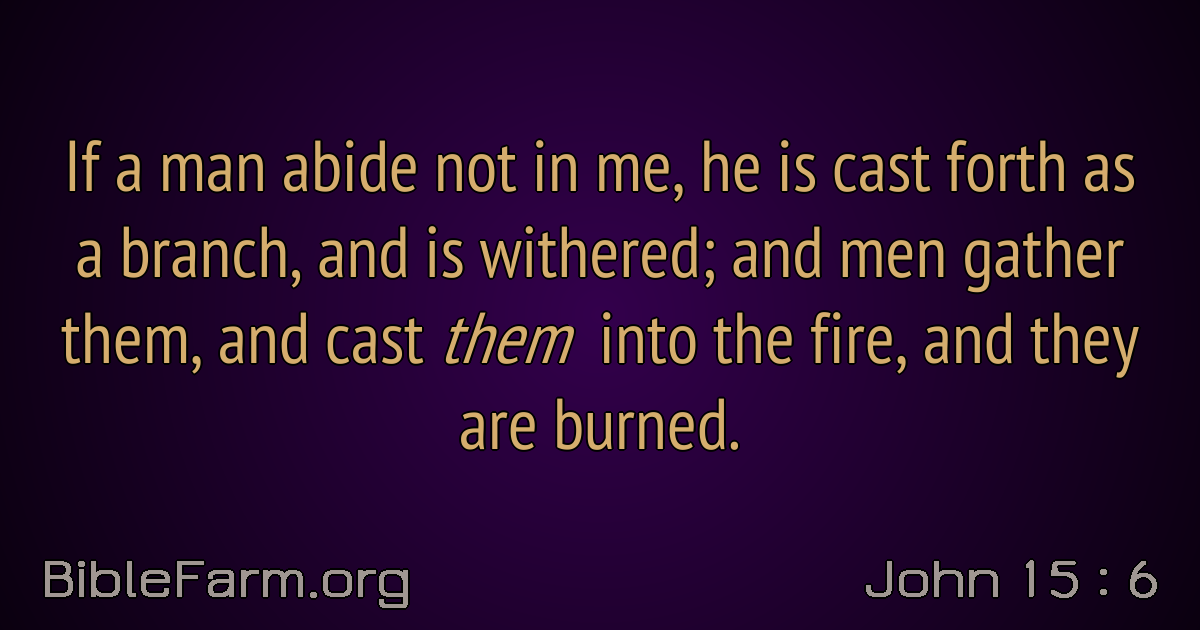 If a man abide not in me, he is cast forth as
a branch, and is withered; and men gather
them, and cast them into the fire, and they
are burned.
BibleFarm.org
John 15 : 6